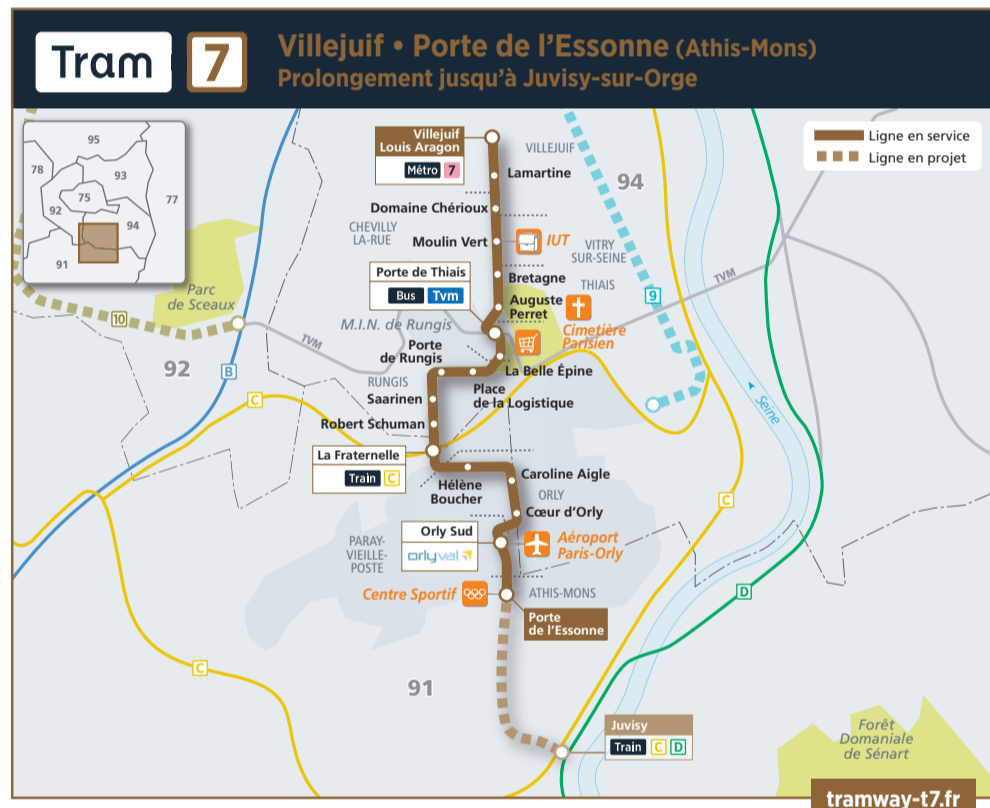 Tram 7
Villejuif • Porte de l'Essonne (Athis-Mons)
Prolongement jusqu'à Juvisy-sur-Orge
95
78
93
75
77
92
94
91
Ligne en service
Ligne en projet
Villejuif
Louis Aragon
Métro 7
VILLEJUIF
Lamartine
94
Domaine Chérioux
CHEVILLY
LA-RUE
Moulin Vert
IUT
VITRY
SUR-SEINE
Porte de Thiais
Bus Tvm
Bretagne
THIAIS
TVM
9
Auguste
Perret
Cimetière
Parisien
Parc
de Sceaux
10
M.I.N. de Rungis
TVM
Porte
de Rungis
La Belle Épine
92
B
RUNGIS
Saarinen
Place
de la Logistique
C
Seine
Robert Schuman
La Fraternelle
Train C
Hélène
Boucher
Caroline Aigle
ORLY
C
Cœur d'Orly
Orly Sud
orlyval
PARAY-
VIEILLE-
POSTE
Aéroport
Paris-Orly
Centre Sportif
ATHIS-MONS
D
Porte
de l'Essonne
C
91
Juvisy
Train C D
Forêt
Domaniale
de Sénart
tramway-t7.fr